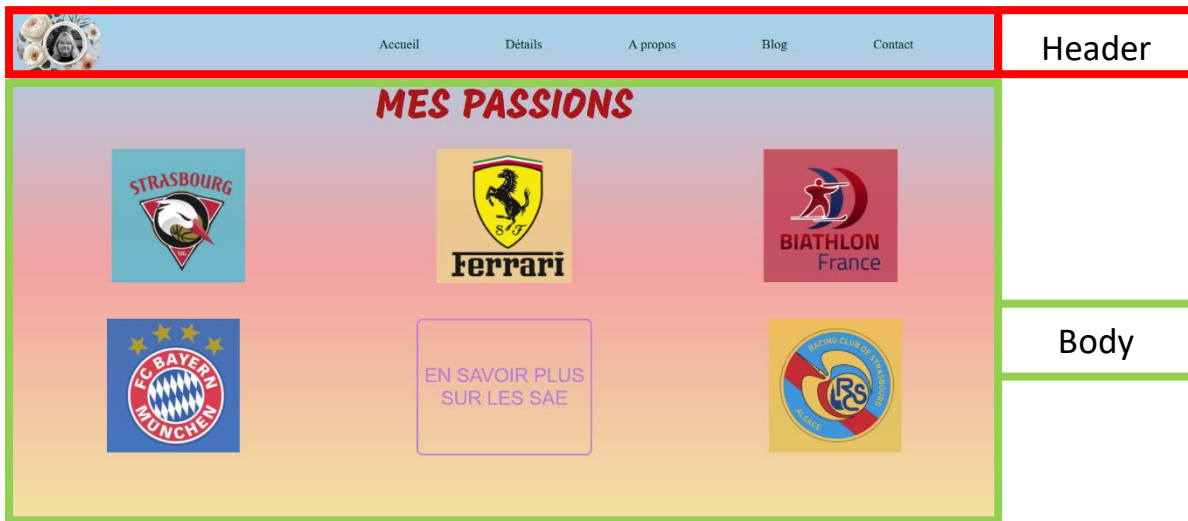 Accueil Détails A propos Blog Contact
Header
MES PASSIONS
STRASBOURG
SIG
S F
Ferrari
BIATHLON
France
Body
FC BAYERN
MÜNCHEN
EN SAVOIR PLUS
SUR LES SAE
RACING CLUB DE STRASBOURG
ALSACE
RCS